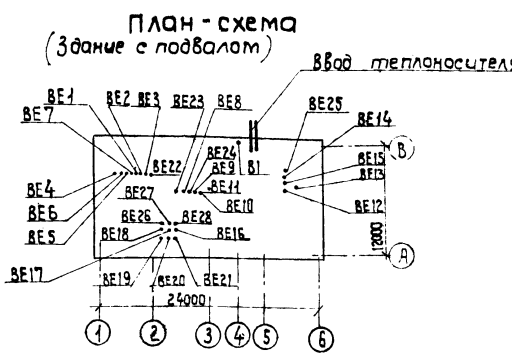 План-схема
(Здание с подвалом)
Ввод теплоносителя
ВЕ1
ВЕ2
ВЕ3
ВЕ23
ВЕ8
ВЕ25
ВЕ7
ВЕ14
ВЕ24
В1
ВЕ15
В
ВЕ22
ВЕ9
ВЕ13
ВЕ4
ВЕ11
ВЕ27
ВЕ10
ВЕ12
ВЕ6
ВЕ26
ВЕ28
ВЕ5
ВЕ18
ВЕ16
12000
А
ВЕ17
ВЕ19
ВЕ20
ВЕ21
24000
1 2 3 4 5 6